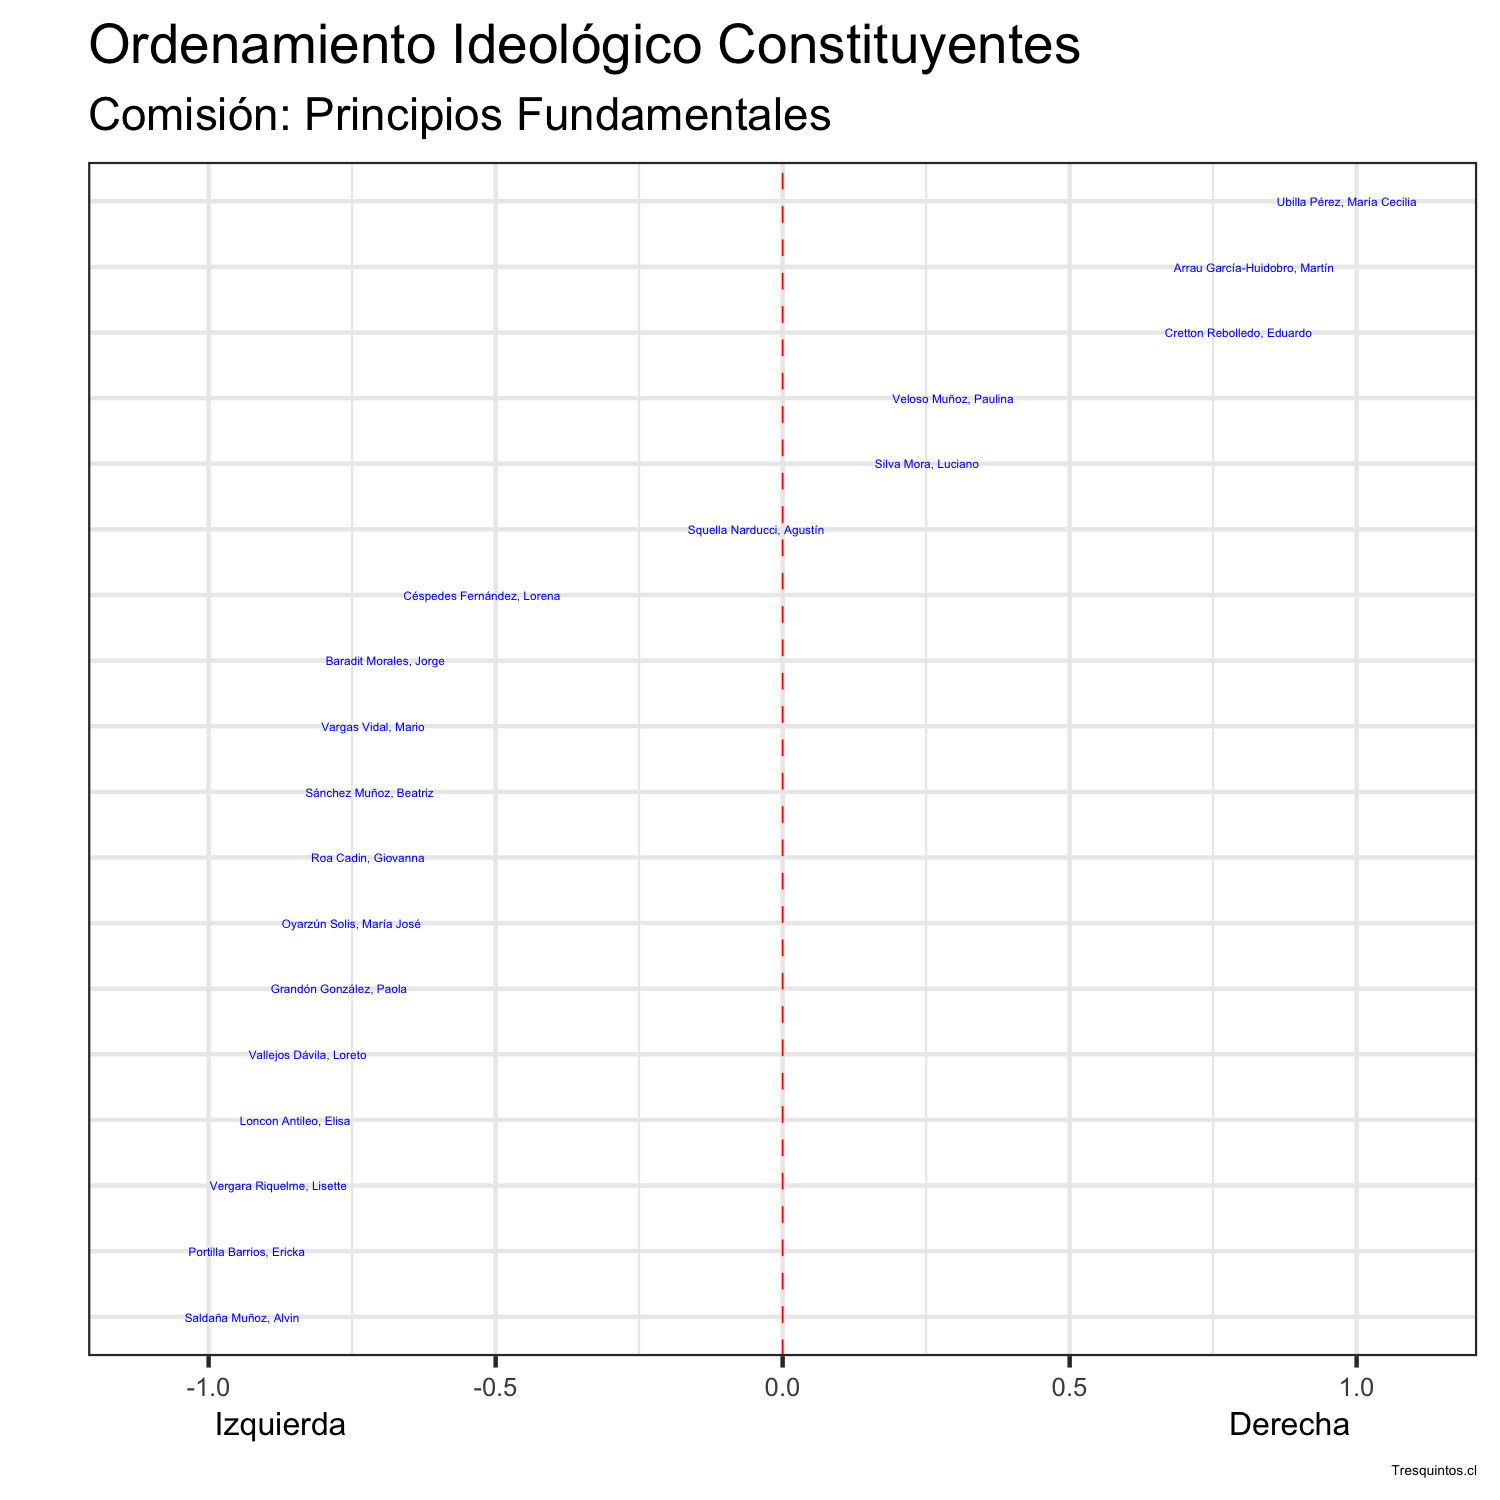 Ordenamiento Ideológico Constituyentes
Comisión: Principios Fundamentales
Ubilla Pérez, María Cecilia
Arrau García-Huidobro, Martín
Cretton Rebolledo, Eduardo
Veloso Muñoz, Paulina
Silva Mora, Luciano
Squella Narducci, Agustín
Céspedes Fernández, Lorena
Baradit Morales, Jorge
Vargas Vidal, Mario
Sánchez Muñoz, Beatriz
Roa Cadin, Giovanna
Oyarzún Solis, María José
Grandón González, Paola
Vallejos Dávila, Loreto
Loncon Antileo, Elisa
Vergara Riquelme, Lisette
Portilla Barrios, Ericka
Saldaña Muñoz, Alvin
-1.0 -0.5 0.0 0.5 1.0
Izquierda Derecha
Tresquintos.cl